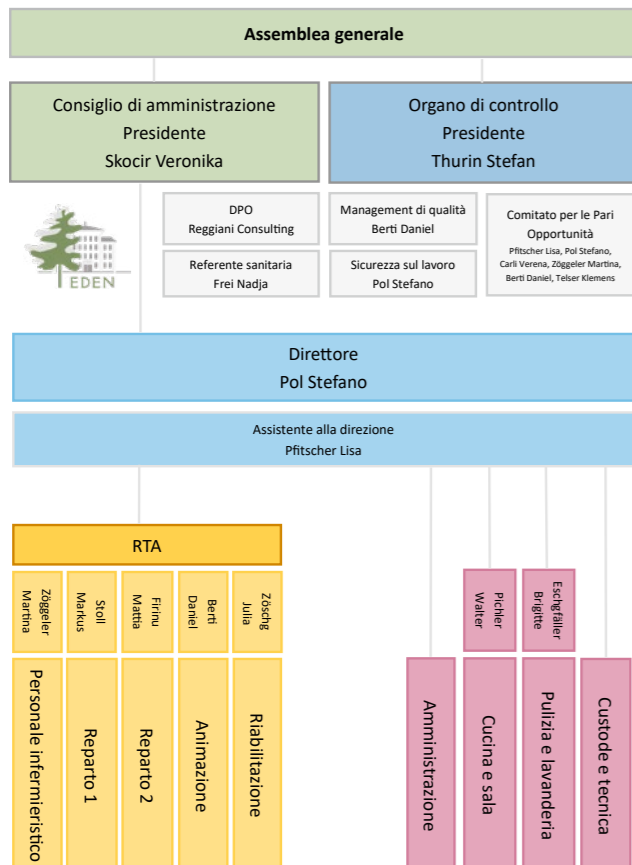 Assemblea generale
Consiglio di amministrazione
Presidente
Skocir Veronika
Organo di controllo
Presidente
Thurin Stefan
EDEN
DPO
Reggiani Consulting
Management di qualità
Berti Daniel
Comitato per le Pari
Opportunità
Pfitscher Lisa, Pol Stefano,
Carli Verena, Zöggeler Martina,
Berti Daniel, Telser Klemens
Referente sanitaria
Frei Nadja
Sicurezza sul lavoro
Pol Stefano
Direttore
Pol Stefano
Assistente alla direzione
Pfitscher Lisa
RTA
Zöggeler
Martina
Stoll
Markus
Firinu
Mattia
Berti
Daniel
Zöschg
Julia
Pichler
Walter
Eschgfäller
Brigitte
Personale infermieristico
Reparto 1
Reparto 2
Animazione
Riabilitazione
Amministrazione
Cucina e sala
Pulizia e lavanderia
Custode e tecnica